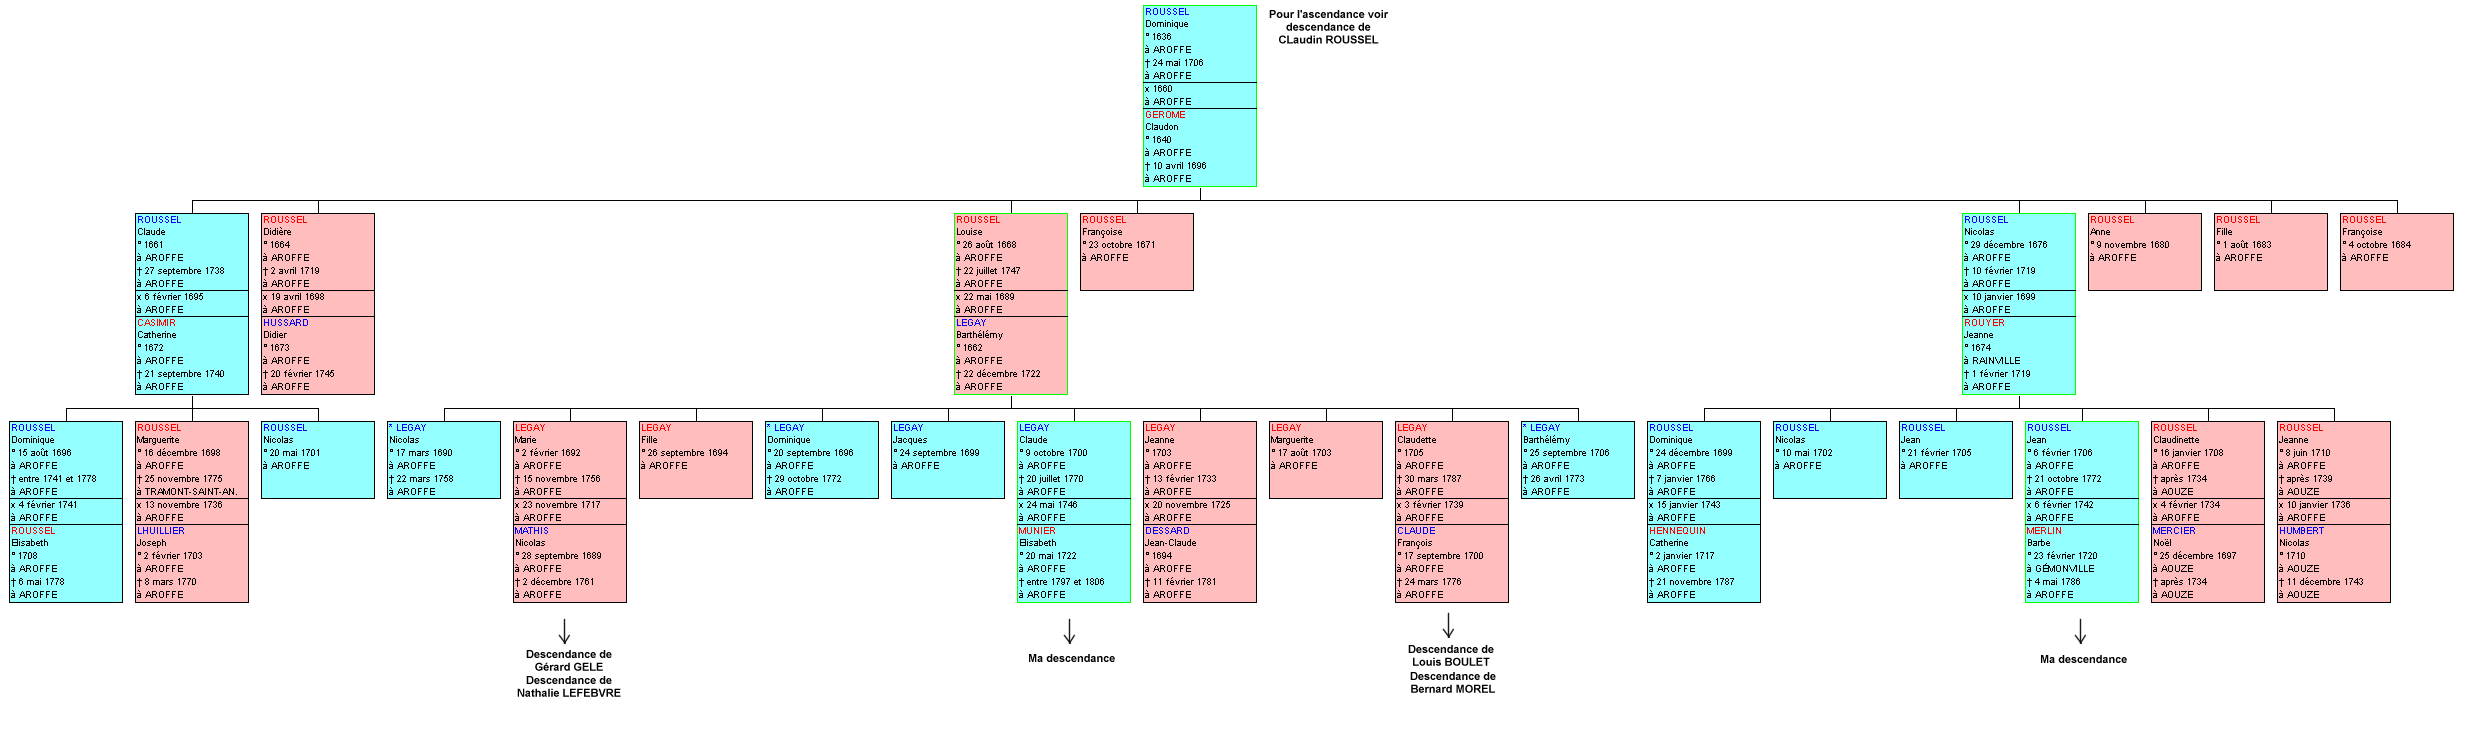 ROUSSEL
Dominique
° 1636
à AROFFE
† 24 mai 1706
à AROFFE
x 1660
à AROFFE
GEROME
Claudon
° 1640
à AROFFE
† 10 avril 1696
à AROFFE
Pour l'ascendance voir
descendance de
CLaudin ROUSSEL
ROUSSEL
Claude
° 1661
à AROFFE
† 27 septembre 1738
à AROFFE
x 6 février 1695
à AROFFE
CASIMIR
Catherine
° 1672
à AROFFE
† 21 septembre 1740
à AROFFE
ROUSSEL
Didière
° 1664
à AROFFE
† 2 avril 1719
à AROFFE
x 19 avril 1698
à AROFFE
HUSSARD
Didier
° 1673
à AROFFE
† 20 février 1745
à AROFFE
ROUSSEL
Louise
° 26 août 1668
à AROFFE
† 22 juillet 1747
à AROFFE
x 22 mai 1689
à AROFFE
LEGAY
Barthélémy
° 1662
à AROFFE
† 22 décembre 1722
à AROFFE
ROUSSEL
Françoise
° 23 octobre 1671
à AROFFE
ROUSSEL
Nicolas
° 29 décembre 1676
à AROFFE
† 10 février 1719
à AROFFE
x 10 janvier 1699
à AROFFE
ROUYER
Jeanne
° 1674
à RAINVILLE
† 1 février 1719
à AROFFE
ROUSSEL
Anne
° 9 novembre 1680
à AROFFE
ROUSSEL
Fille
° 1 août 1683
à AROFFE
ROUSSEL
Françoise
° 4 octobre 1684
à AROFFE
ROUSSEL
Dominique
° 15 août 1696
à AROFFE
† entre 1741 et 1778
à AROFFE
x 4 février 1741
à AROFFE
ROUSSEL
Elisabeth
° 1708
à AROFFE
† 6 mai 1778
à AROFFE
ROUSSEL
Marguerite
° 16 décembre 1698
à AROFFE
† 25 novembre 1775
à TRAMONT-SAINT-AN.
x 13 novembre 1736
à AROFFE
LHUILLIER
Joseph
° 2 février 1703
à AROFFE
† 8 mars 1770
à AROFFE
ROUSSEL
Nicolas
° 20 mai 1701
à AROFFE
× LEGAY
Nicolas
° 17 mars 1690
à AROFFE
† 22 mars 1758
à AROFFE
LEGAY
Marie
° 2 février 1692
à AROFFE
† 15 novembre 1756
à AROFFE
x 23 novembre 1717
à AROFFE
MATHIS
Nicolas
° 28 septembre 1689
à AROFFE
† 2 décembre 1761
à AROFFE
LEGAY
Fille
° 26 septembre 1694
à AROFFE
× LEGAY
Dominique
° 20 septembre 1696
à AROFFE
† 29 octobre 1772
à AROFFE
LEGAY
Jacques
° 24 septembre 1699
à AROFFE
LEGAY
Claude
° 9 octobre 1700
à AROFFE
† 20 juillet 1770
à AROFFE
x 24 mai 1746
à AROFFE
MUNIER
Elisabeth
° 20 mai 1722
à AROFFE
† entre 1797 et 1806
à AROFFE
LEGAY
Jeanne
° 1703
à AROFFE
† 13 février 1733
à AROFFE
x 20 novembre 1725
à AROFFE
DESSARD
Jean-Claude
° 1694
à AROFFE
† 11 février 1781
à AROFFE
LEGAY
Marguerite
° 17 août 1703
à AROFFE
LEGAY
Claudette
° 1705
à AROFFE
† 30 mars 1787
à AROFFE
x 3 février 1739
à AROFFE
CLAUDE
François
° 17 septembre 1700
à AROFFE
† 24 mars 1776
à AROFFE
× LEGAY
Barthélémy
° 25 septembre 1706
à AROFFE
† 26 avril 1773
à AROFFE
ROUSSEL
Dominique
° 24 décembre 1699
à AROFFE
† 7 janvier 1766
à AROFFE
x 15 janvier 1743
à AROFFE
HENNEQUIN
Catherine
° 2 janvier 1717
à AROFFE
† 21 novembre 1787
à AROFFE
ROUSSEL
Nicolas
° 10 mai 1702
à AROFFE
ROUSSEL
Jean
° 21 février 1705
à AROFFE
ROUSSEL
Jean
° 6 février 1706
à AROFFE
† 21 octobre 1772
à AROFFE
x 6 février 1742
à AROFFE
MERLIN
Barbe
° 23 février 1720
à GÉMONVILLE
† 4 mai 1786
à AROFFE
ROUSSEL
Claudinette
° 16 janvier 1708
à AROFFE
† après 1734
à AOUZE
x 4 février 1734
à AROFFE
MERCIER
Noël
° 25 décembre 1697
à AOUZE
† après 1734
à AOUZE
ROUSSEL
Jeanne
° 8 juin 1710
à AROFFE
† après 1739
à AOUZE
x 10 janvier 1736
à AROFFE
HUMBERT
Nicolas
° 1710
à AOUZE
† 11 décembre 1743
à AOUZE
Descendance de
Gérard GELE
Descendance de
Nathalie LEFEBVRE
Ma descendance
Descendance de
Louis BOULET
Descendance de
Bernard MOREL
Ma descendance